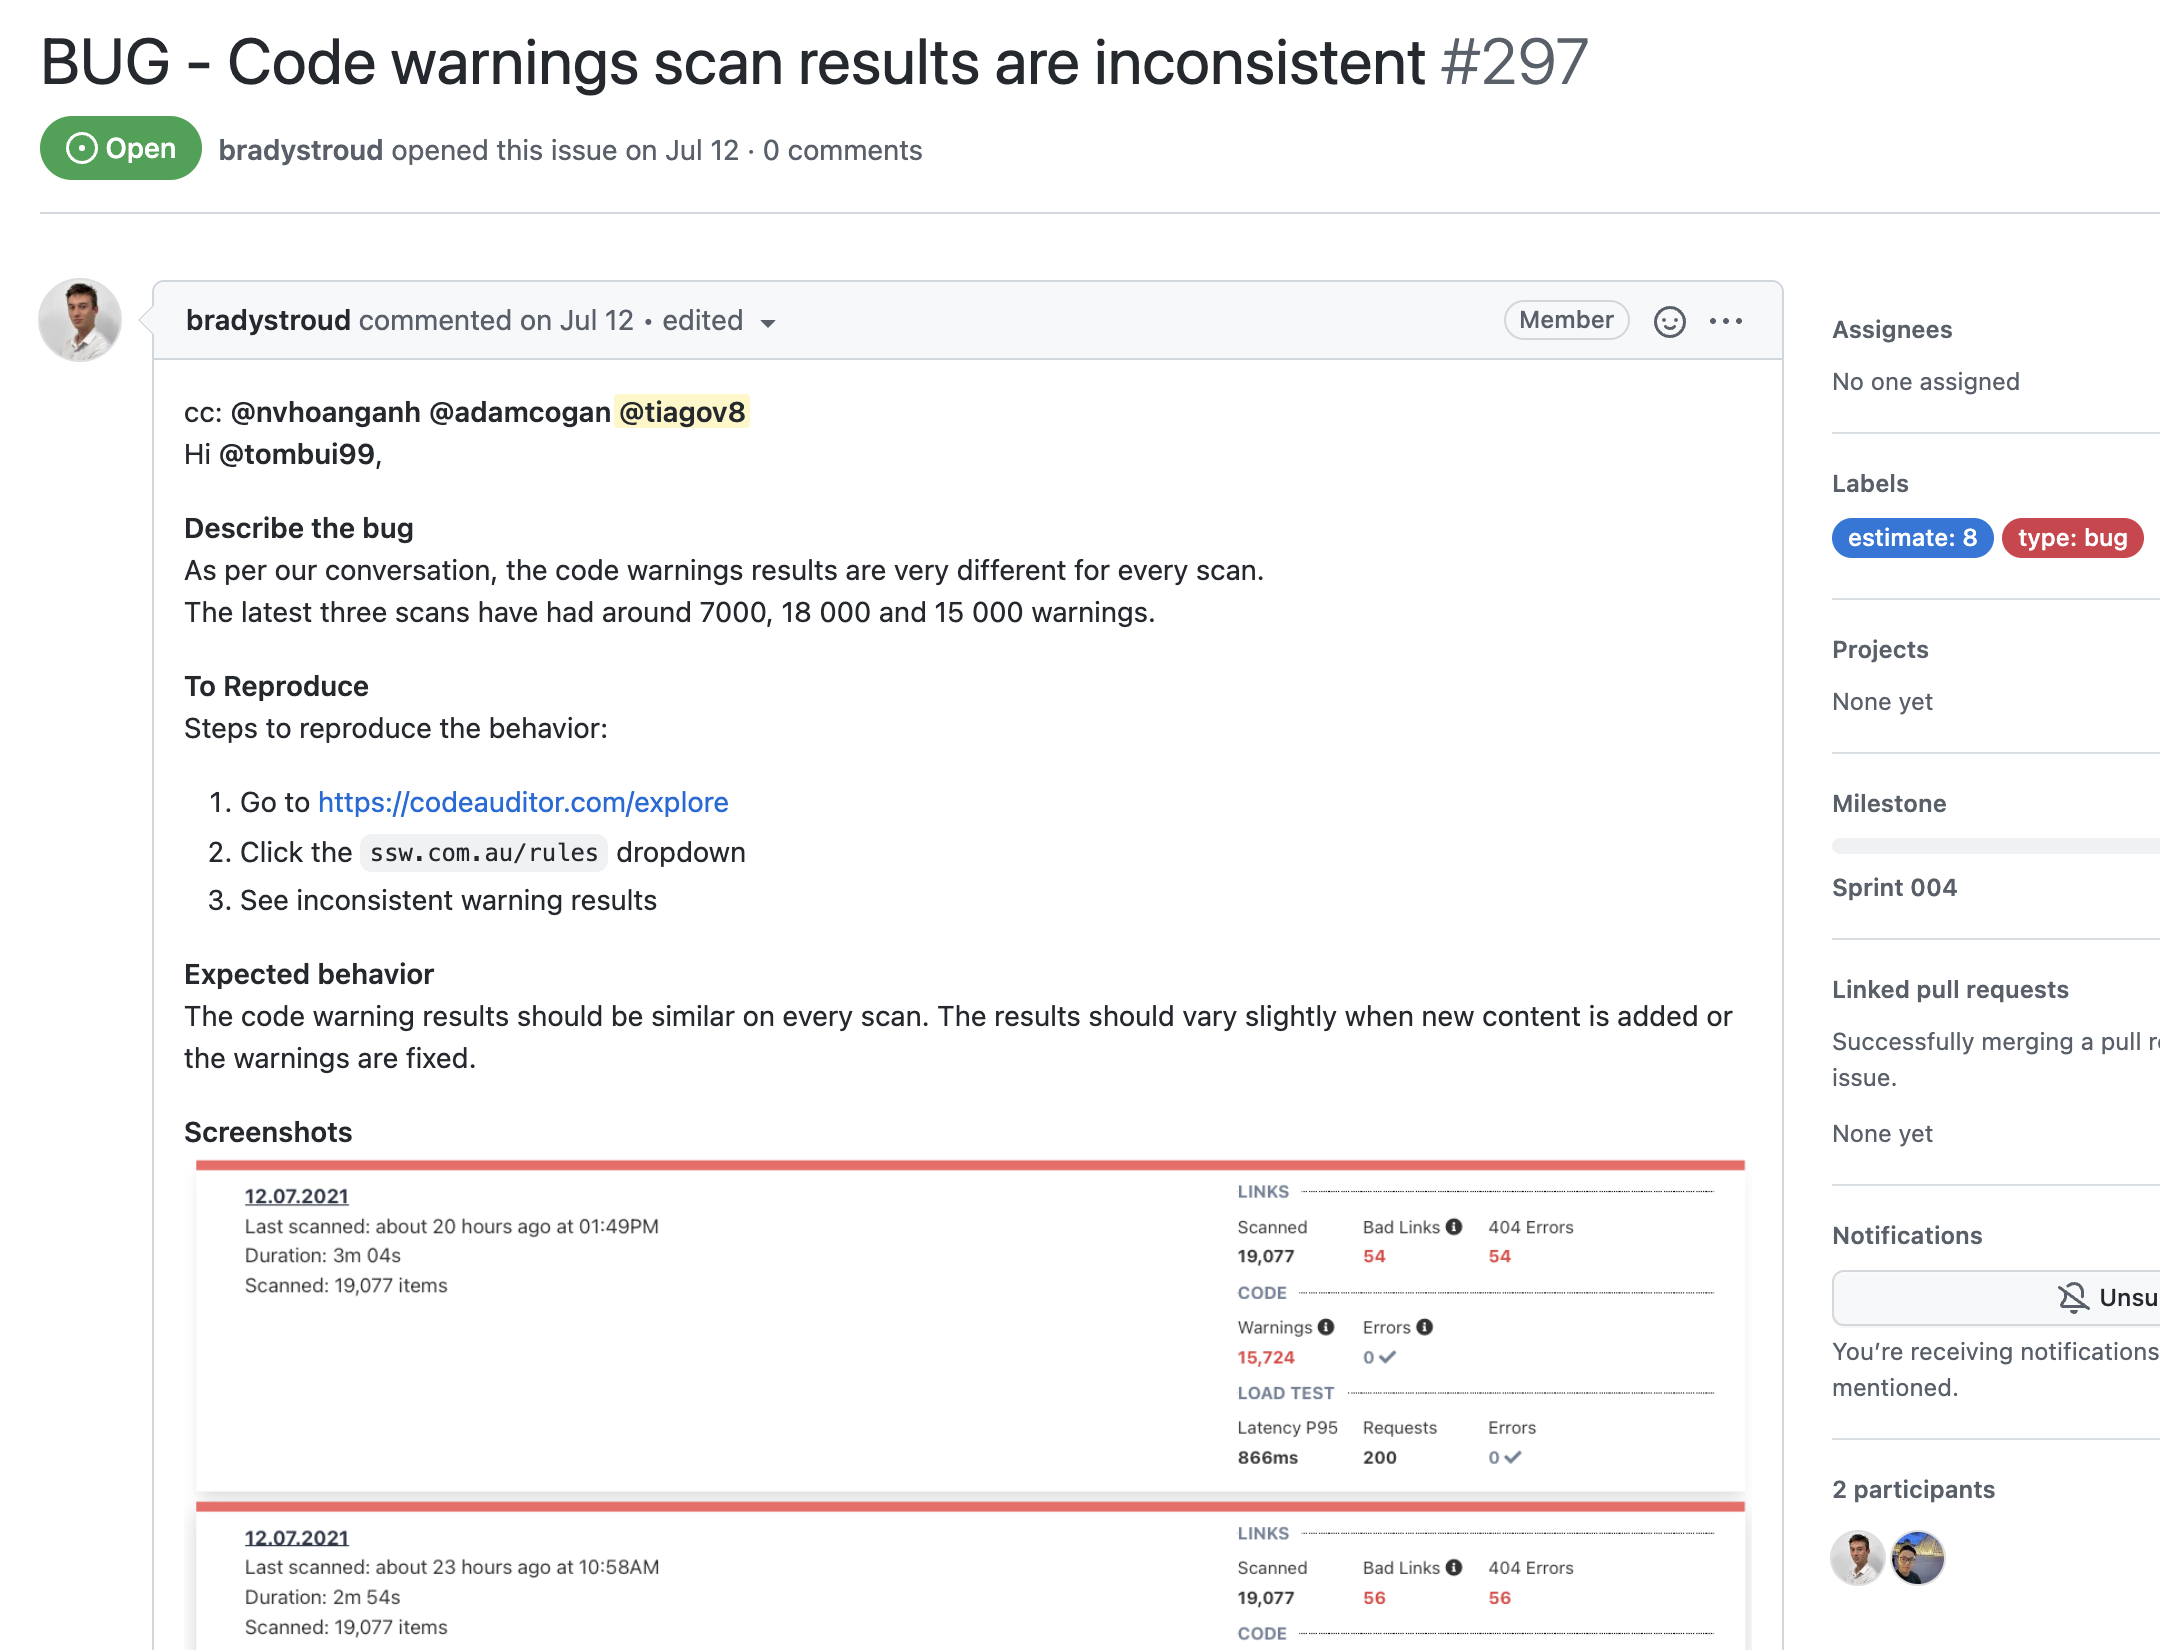 BUG - Code warnings scan results are inconsistent #297
Open bradystroud opened this issue on Jul 12 · 0 comments
bradystroud commented on Jul 12 • edited
Member
cc: @nvhoanganh @adamcogan @tiagov8
Hi @tombui99,
Describe the bug
As per our conversation, the code warnings results are very different for every scan.
The latest three scans have had around 7000, 18 000 and 15 000 warnings.
To Reproduce
Steps to reproduce the behavior:
1. Go to https://codeauditor.com/explore
2. Click the ssw.com.au/rules dropdown
3. See inconsistent warning results
Expected behavior
The code warning results should be similar on every scan. The results should vary slightly when new content is added or
the warnings are fixed.
Screenshots
12.07.2021
Last scanned: about 20 hours ago at 01:49PM
Duration: 3m 04s
Scanned: 19,077 items
LINKS
Scanned Bad Links 404 Errors
19,077 54 54
CODE
Warnings Errors
15,724 0
LOAD TEST
Latency P95 Requests Errors
866ms 200 0
12.07.2021
Last scanned: about 23 hours ago at 10:58AM
Duration: 2m 54s
Scanned: 19,077 items
LINKS
Scanned Bad Links 404 Errors
19,077 56 56
CODE
Assignees
No one assigned
Labels
estimate: 8 type: bug
Projects
None yet
Milestone
Sprint 004
Linked pull requests
Successfully merging a pull r
issue.
None yet
Notifications
Unsu
You're receiving notifications
mentioned.
2 participants